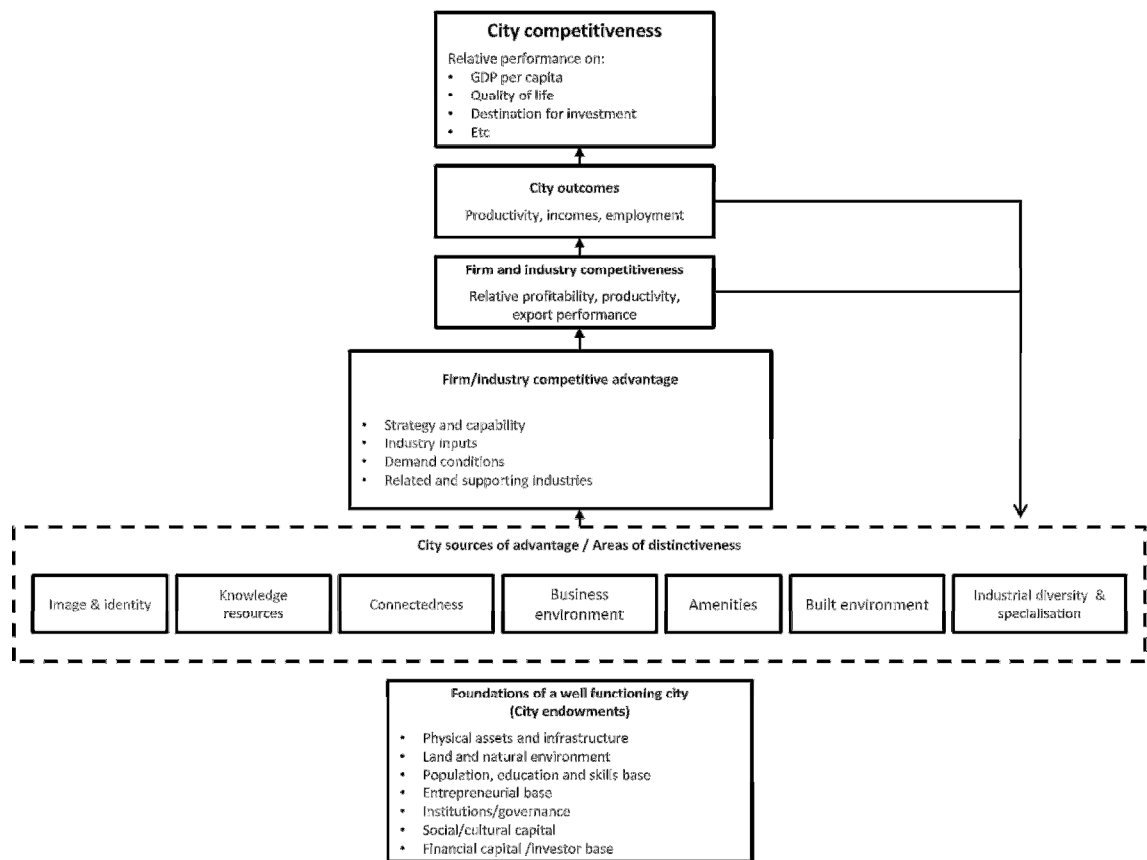 City competitiveness
Relative performance on:
• GDP per capita
• Quality of life
• Destination for investment
• Etc
City outcomes
Productivity, incomes, employment
Firm and industry competitiveness
Relative profitability, productivity,
export performance
Firm/industry competitive advantage
• Strategy and capability
• Industry inputs
• Demand conditions
• Related and supporting industries
City sources of advantage / Areas of distinctiveness
Image & identity
Knowledge
resources
Connectedness
Business
environment
Amenities
Built environment
Industrial diversity &
specialisation
Foundations of a well functioning city
(City endowments)
• Physical assets and infrastructure
• Land and natural environment
• Population, education and skills base
• Entrepreneurial base
• Institutions/governance
• Social/cultural capital
• Financial capital /investor base